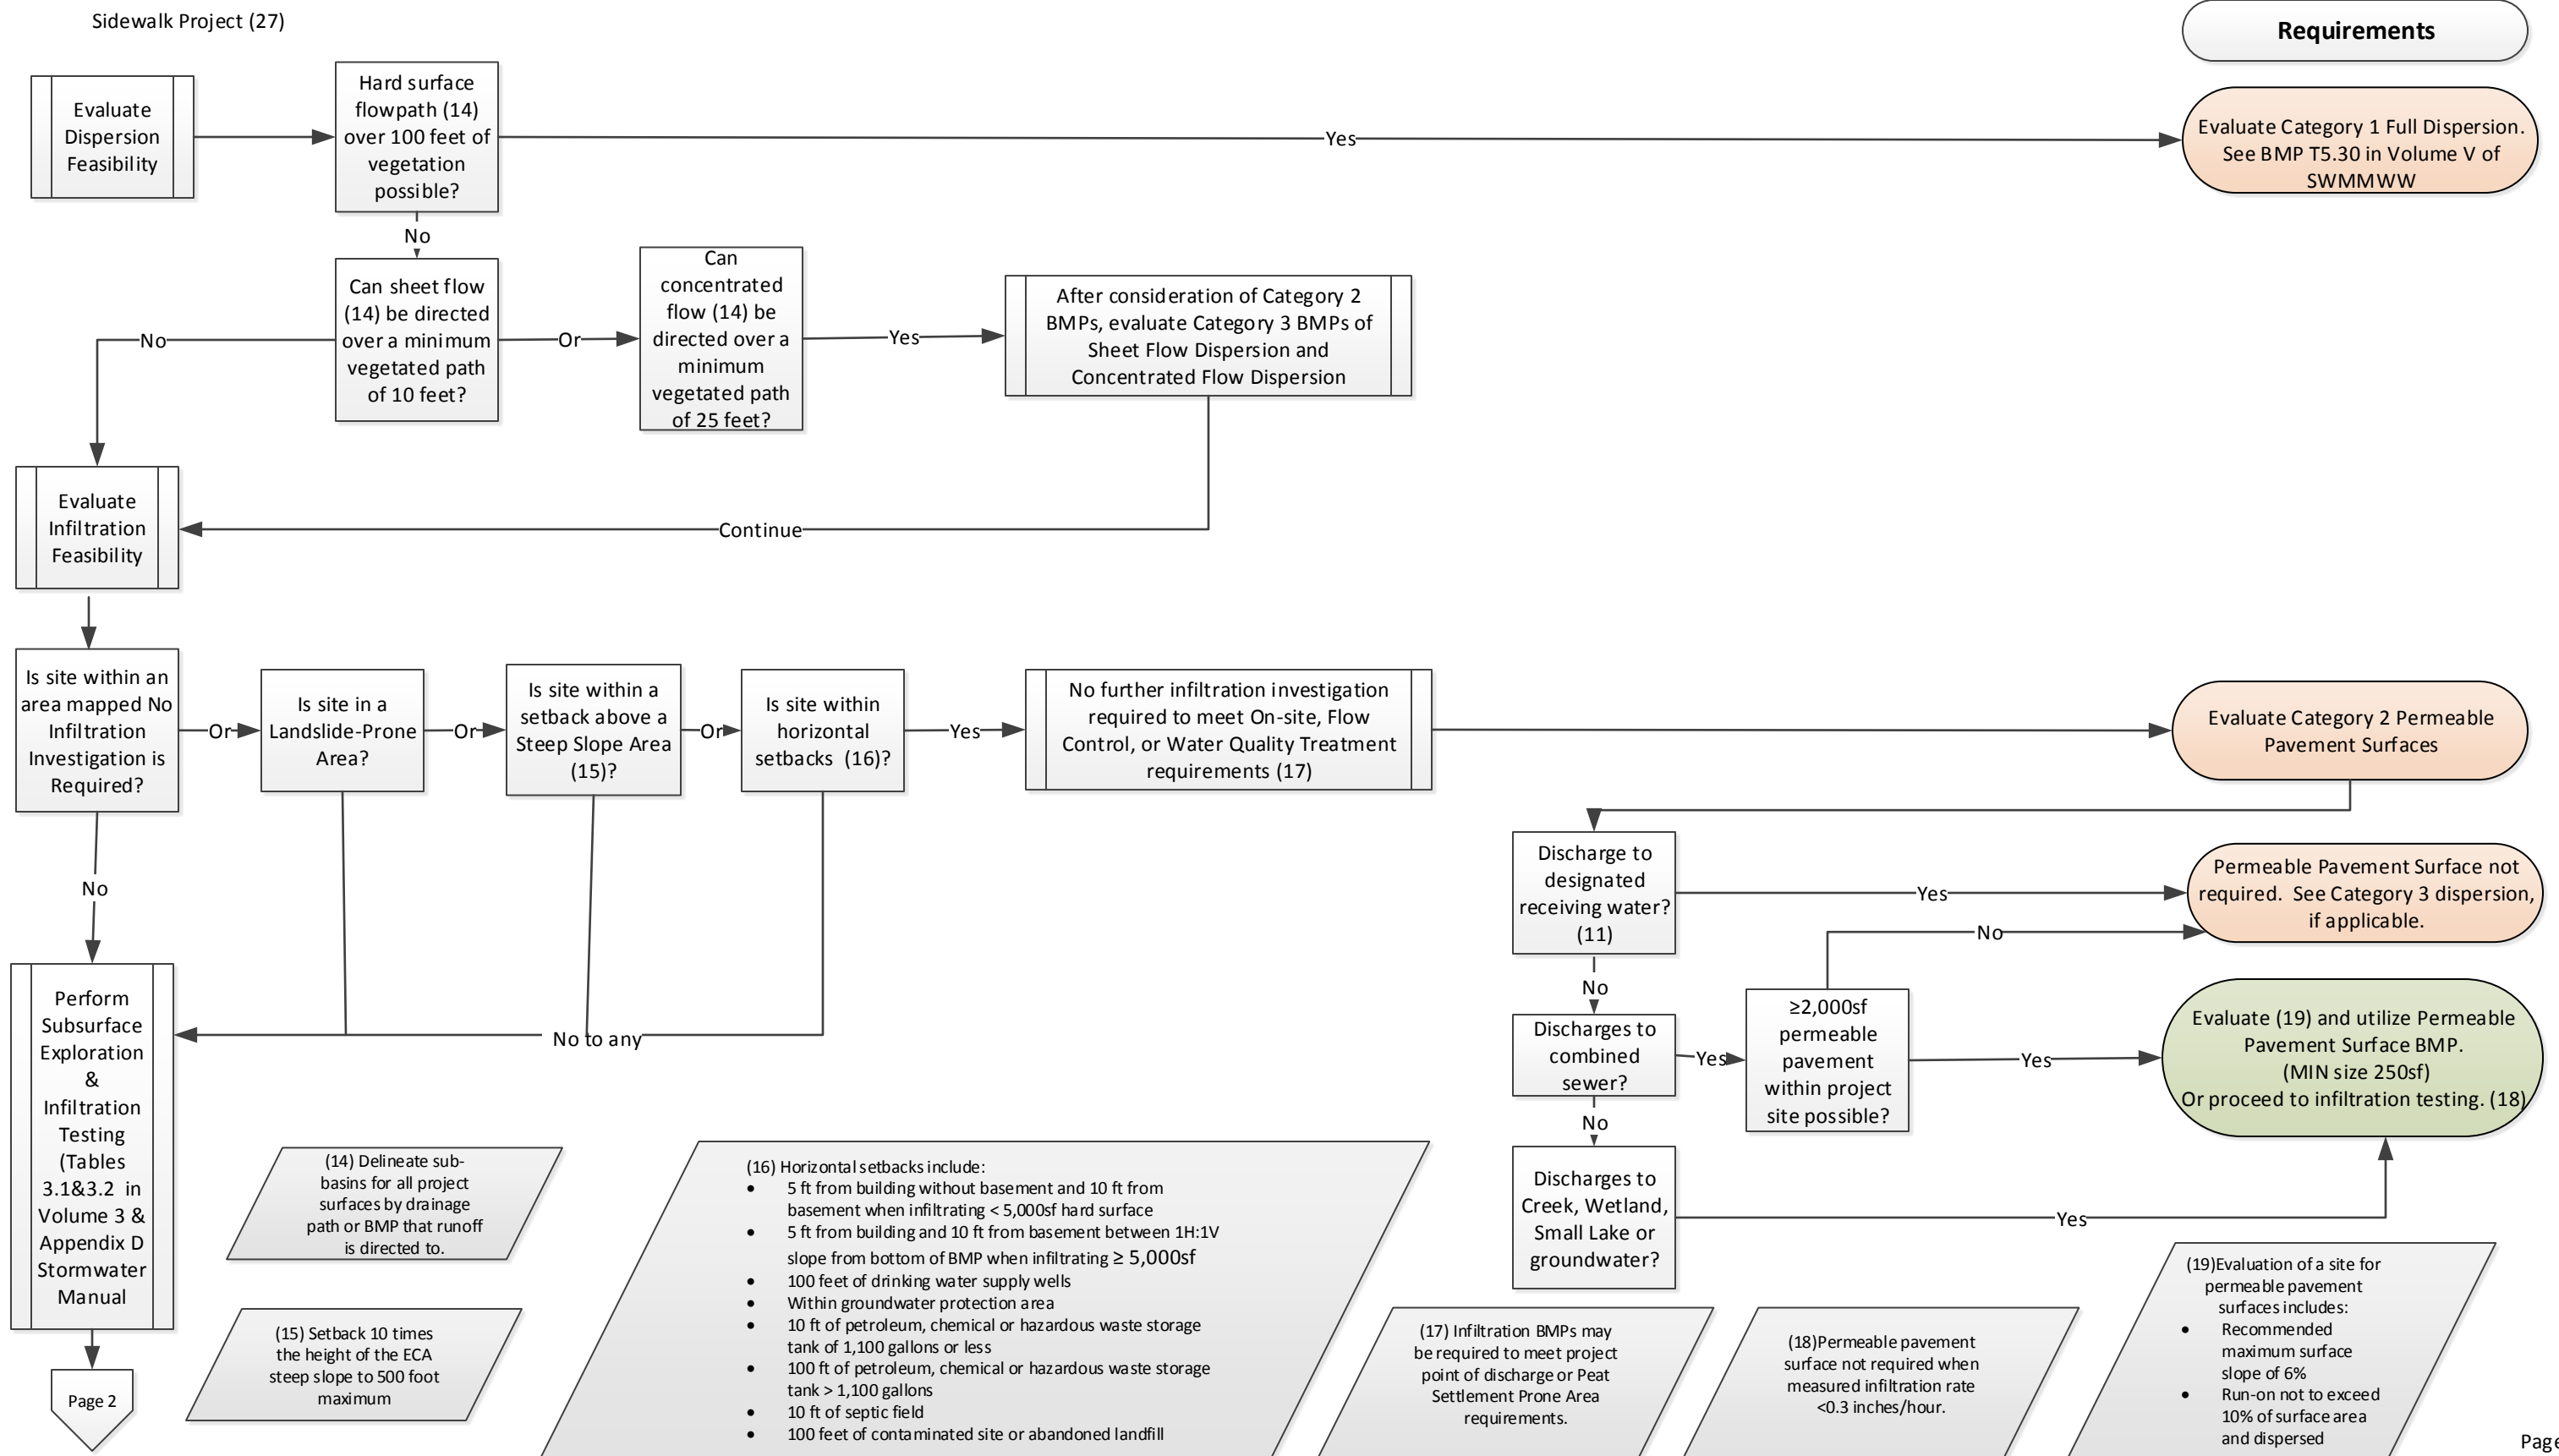 Sidewalk Project (27)
Requirements
Evaluate
Dispersion
Feasibility
Hard surface
flowpath (14)
over 100 feet of
vegetation
possible?
Yes
Evaluate Category 1 Full Dispersion.
See BMP T5.30 in Volume V of
SWMMWW
No
Can sheet flow
(14) be directed
over a minimum
vegetated path
of 10 feet?
No
Or
Can
concentrated
flow (14) be
directed over a
minimum
vegetated path
of 25 feet?
Yes
After consideration of Category 2
BMPs, evaluate Category 3 BMPs of
Sheet Flow Dispersion and
Concentrated Flow Dispersion
Evaluate
Infiltration
Feasibility
Continue
Is site within an
area mapped No
Infiltration
Investigation is
Required?
Or
Is site in a
Landslide-Prone
Area?
Or
Is site within a
setback above a
Steep Slope Area
(15)?
Or
Is site within
horizontal
setbacks (16)?
Yes
No further infiltration investigation
required to meet On-site, Flow
Control, or Water Quality Treatment
requirements (17)
Evaluate Category 2 Permeable
Pavement Surfaces
No
No to any
Discharge to
designated
receiving water?
(11)
Yes
Permeable Pavement Surface not
required. See Category 3 dispersion,
if applicable.
No
No
Discharges to
combined
sewer?
Yes
≥2,000sf
permeable
pavement
within project
site possible?
Yes
Evaluate (19) and utilize Permeable
Pavement Surface BMP.
(MIN size 250sf)
Or proceed to infiltration testing. (18)
No
Discharges to
Creek, Wetland,
Small Lake or
groundwater?
Yes
Perform
Subsurface
Exploration
&
Infiltration
Testing
(Tables
3.1&3.2 in
Volume 3 &
Appendix D
Stormwater
Manual
Page 2
(14) Delineate sub-
basins for all project
surfaces by drainage
path or BMP that runoff
is directed to.
(15) Setback 10 times
the height of the ECA
steep slope to 500 foot
maximum
(16) Horizontal setbacks include:
• 5 ft from building without basement and 10 ft from
basement when infiltrating < 5,000sf hard surface
• 5 ft from building and 10 ft from basement between 1H:1V
slope from bottom of BMP when infiltrating ≥ 5,000sf
• 100 feet of drinking water supply wells
• Within groundwater protection area
• 10 ft of petroleum, chemical or hazardous waste storage
tank of 1,100 gallons or less
• 100 ft of petroleum, chemical or hazardous waste storage
tank > 1,100 gallons
• 10 ft of septic field
• 100 feet of contaminated site or abandoned landfill
(17) Infiltration BMPs may
be required to meet project
point of discharge or Peat
Settlement Prone Area
requirements.
(18)Permeable pavement
surface not required when
measured infiltration rate
<0.3 inches/hour.
(19)Evaluation of a site for
permeable pavement
surfaces includes:
• Recommended
maximum surface
slope of 6%
• Run-on not to exceed
10% of surface area
and dispersed